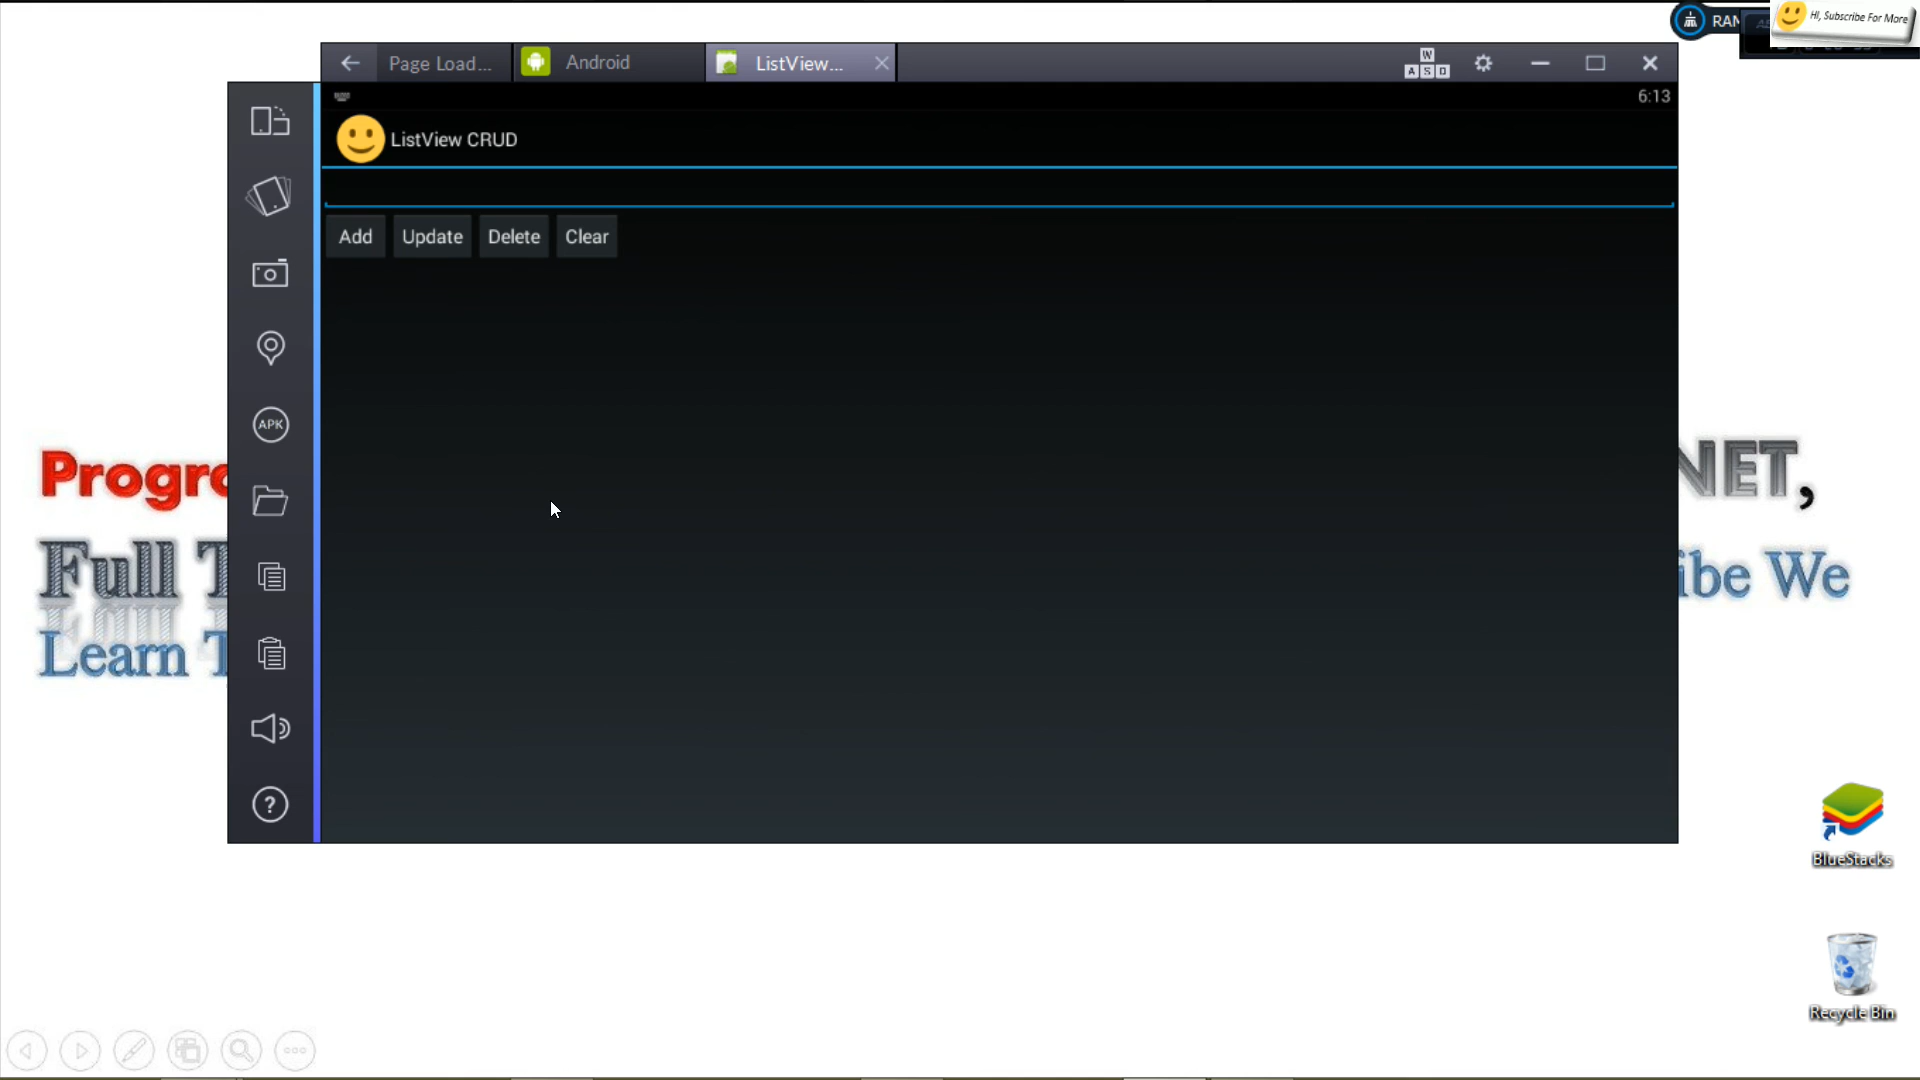 RAM
HI, Subscribe For More
Page Load...
Android
ListView...
W
A S D
6:13
ListView CRUD
Add
Update
Delete
Clear
APK
?
Progr
NET,
Full T
ibe We
Learn T
BlueStacks
Recycle Bin